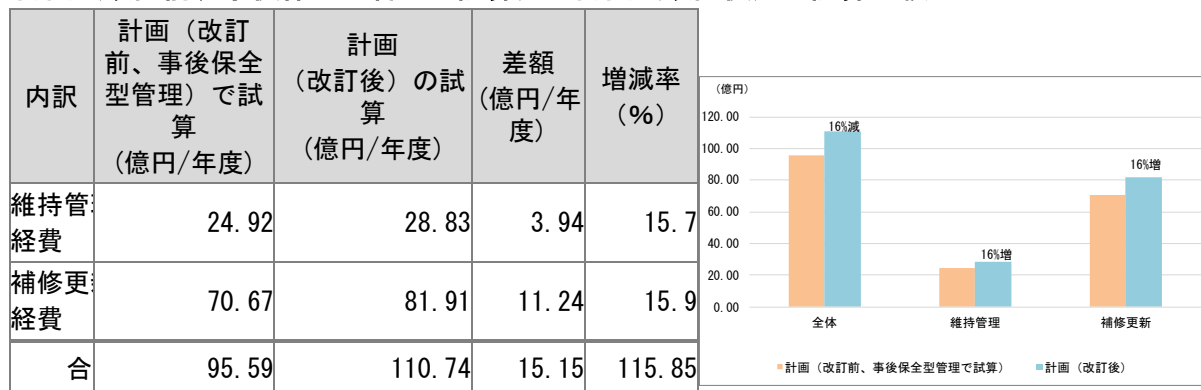 内訳
計画（改訂
前、事後保全
型管理）で試
算
(億円/年度)
計画
（改訂後）の試
算
（億円/年度）
差額
(億円/年
度)
増減率
（%）
維持管
経費
24.92
28.83
3.94
15.7
補修更
経費
70.67
81.91
11.24
15.9
合
95.59
110.74
15.15
115.85
（億円）
120.00
100.00
80.00
60.00
40.00
20.00
0.00
16%減
16%増
16%増
全体
維持管理
補修更新
計画（改訂前、事後保全型管理で試算）
計画（改訂後）